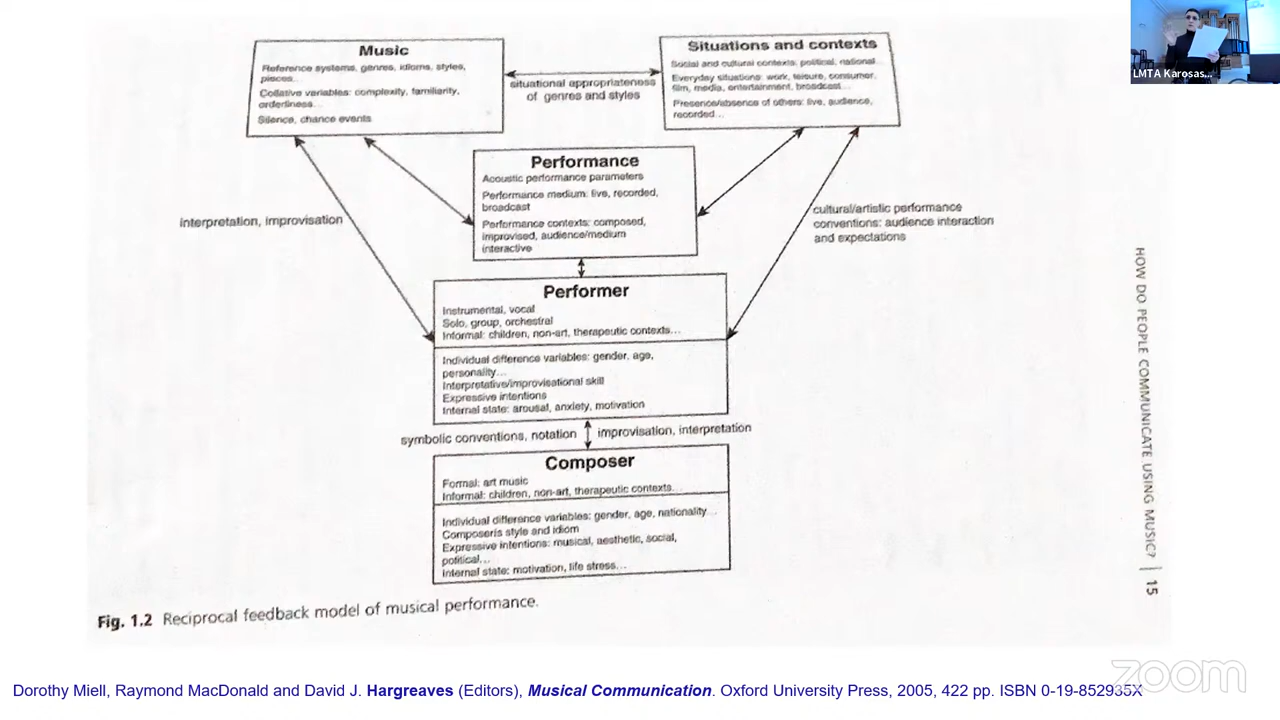 LMTA Karosas...
Music
Reference systems, genres, idioms, styles,
pieces...
Collative variables: complexity, familiarity,
orderliness...
Silence, chance events
situational appropriateness
of genres and styles
Situations and contexts
Social and cultural contexts: political, national...
Everyday situations: work, leisure, consumer,
film, media, entertainment, broadcast...
Presence/absence of others: live, audience,
recorded...
Performance
Acoustic performance parameters
Performance medium: live, recorded,
broadcast
Performance contexts: composed,
improvised, audience/medium
interactive
interpretation, improvisation
cultural/artistic performance
conventions: audience interaction
and expectations
Performer
Instrumental, vocal
Solo, group, orchestral
Informal: children, non-art, therapeutic contexts...
Individual difference variables: gender, age,
personality...
Interpretative/improvisational skill
Expressive intentions
Internal state: arousal, anxiety, motivation
symbolic conventions, notation
improvisation, interpretation
Composer
Formal: art music
Informal: children, non-art, therapeutic contexts...
Individual difference variables: gender, age, nationality...
Composeris style and idiom
Expressive intentions: musical, aesthetic, social,
political...
Internal state: motivation, life stress...
HOW DO PEOPLE COMMUNICATE USING MUSIC? | 15
Fig. 1.2 Reciprocal feedback model of musical performance.
zoom
Dorothy Miell, Raymond MacDonald and David J. Hargreaves (Editors), Musical Communication. Oxford University Press, 2005, 422 pp. ISBN 0-19-852935X